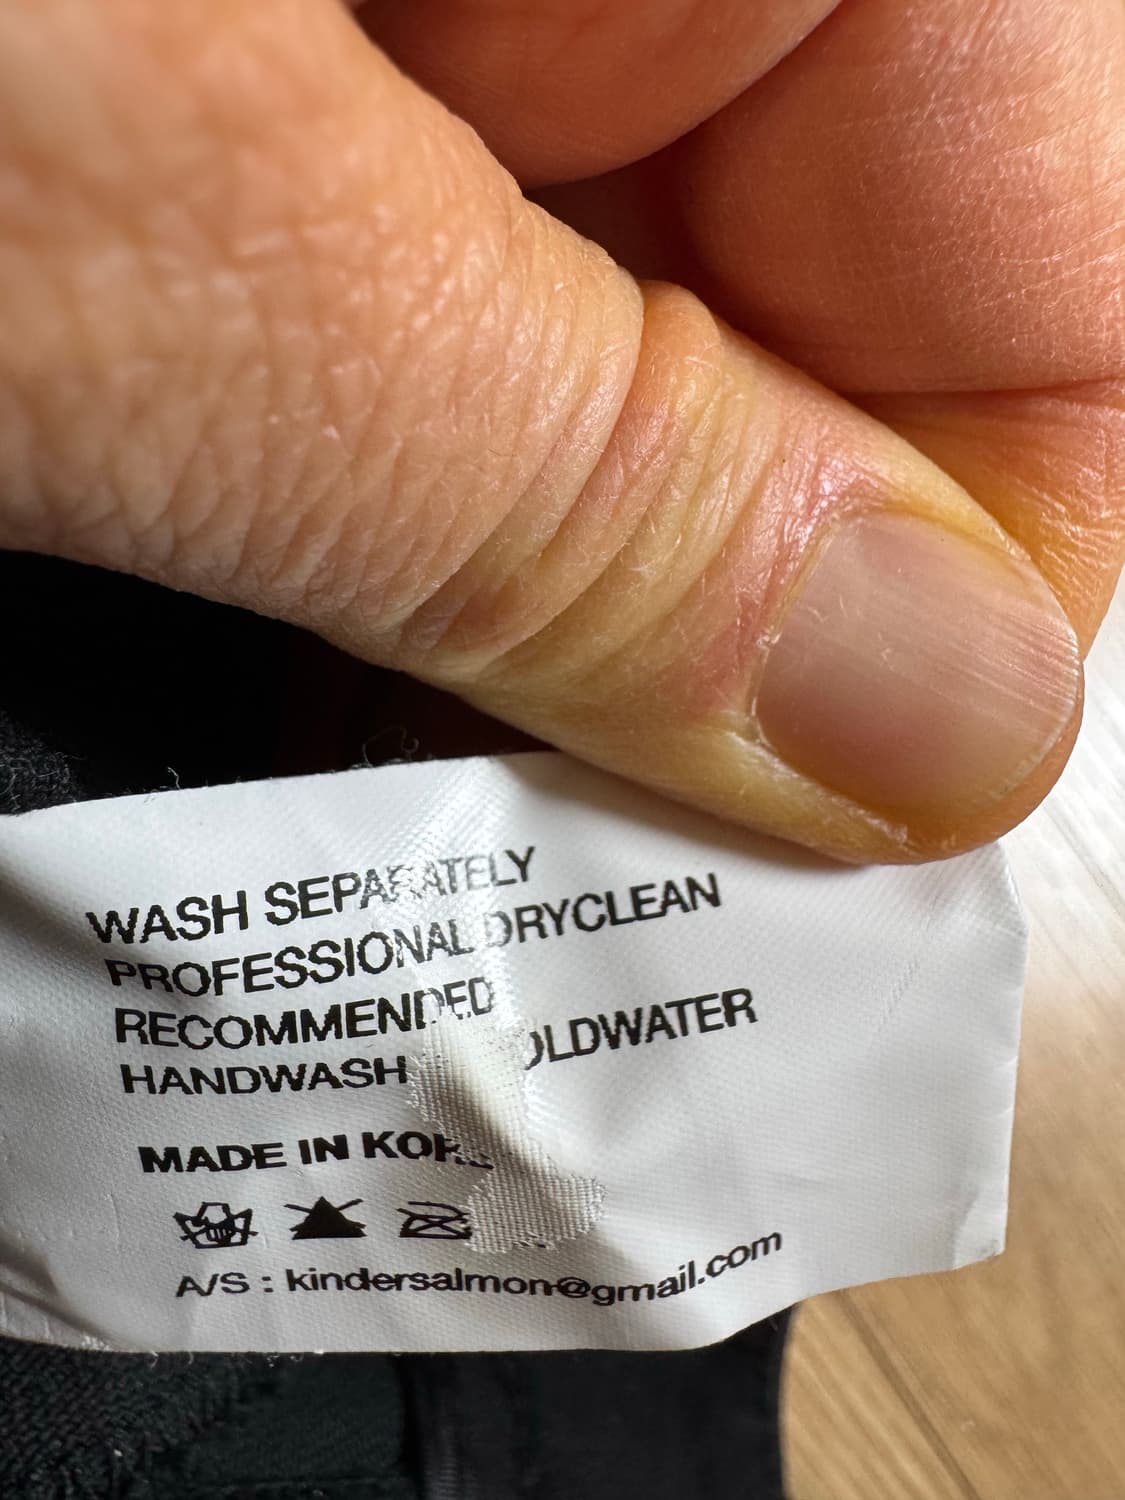 WASH SEPARATELY
PROFESSIONAL DRYCLEAN
RECOMMENDED
HANDWASH
MADE IN
A/S : kindersalmon@gmail.com